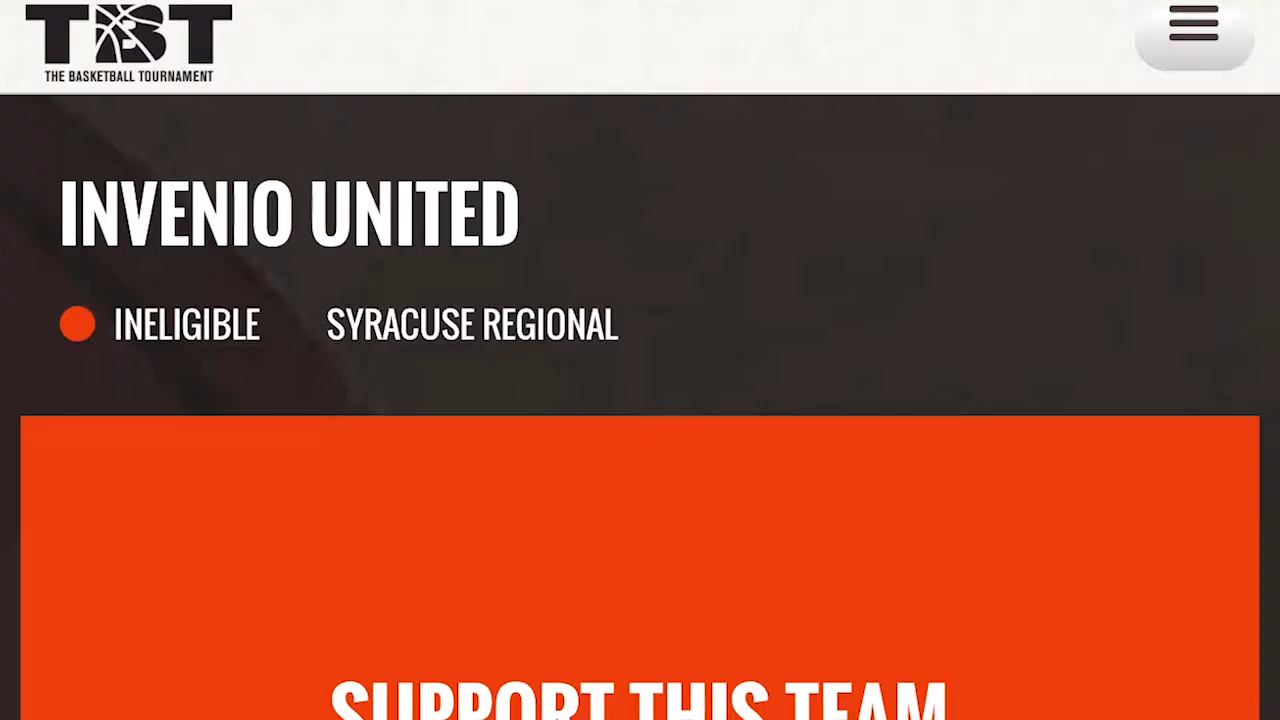 TBT
THE BASKETBALL TOURNAMENT
INVENIO UNITED
INELIGIBLE SYRACUSE REGIONAL
SUPPORT THIS TEAM